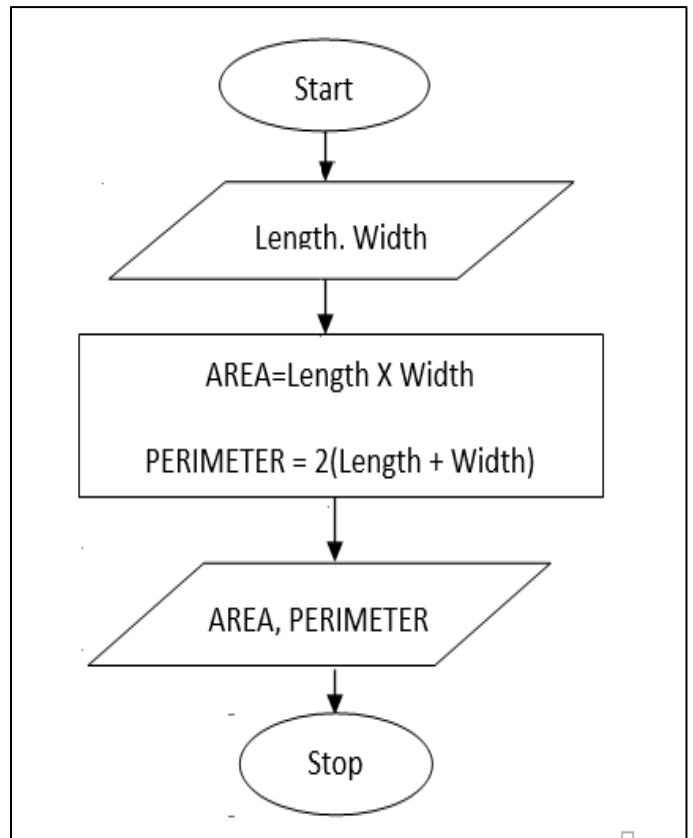 Start
Length, Width
AREA=Length X Width
PERIMETER = 2(Length + Width)
AREA, PERIMETER
Stop